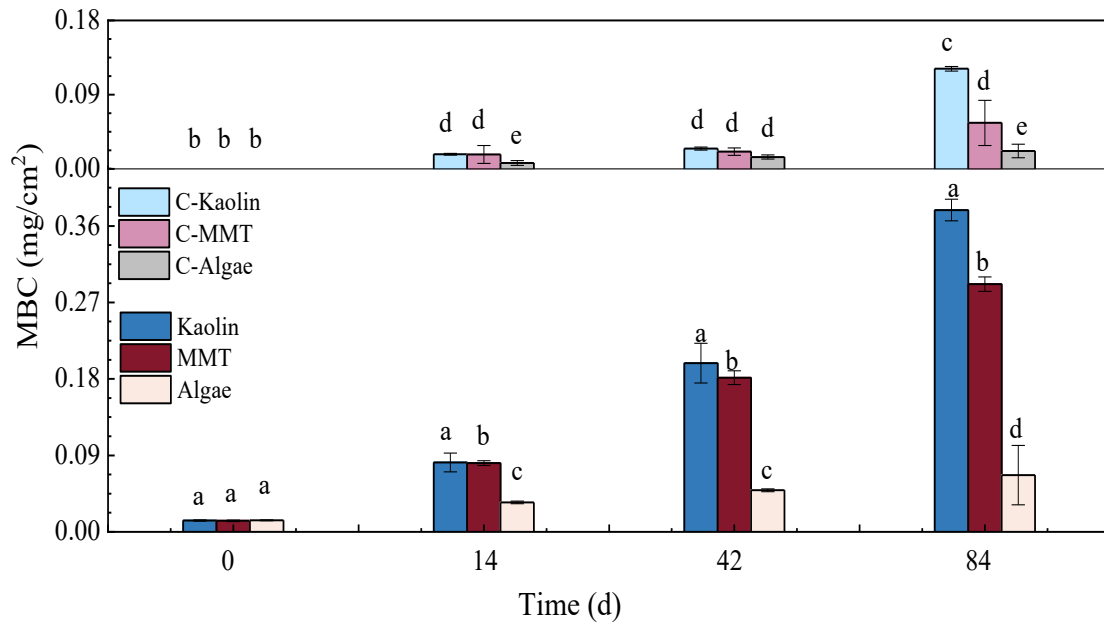 0.18
0.09
0.00
b b b
d d e
d d d
c d e
MBC (mg/cm²)
C-Kaolin
C-MMT
C-Algae
Kaolin
MMT
Algae
0.36
0.27
0.18
0.09
0.00
a a a
a b c
a b c
a b d
0 14 42 84
Time (d)